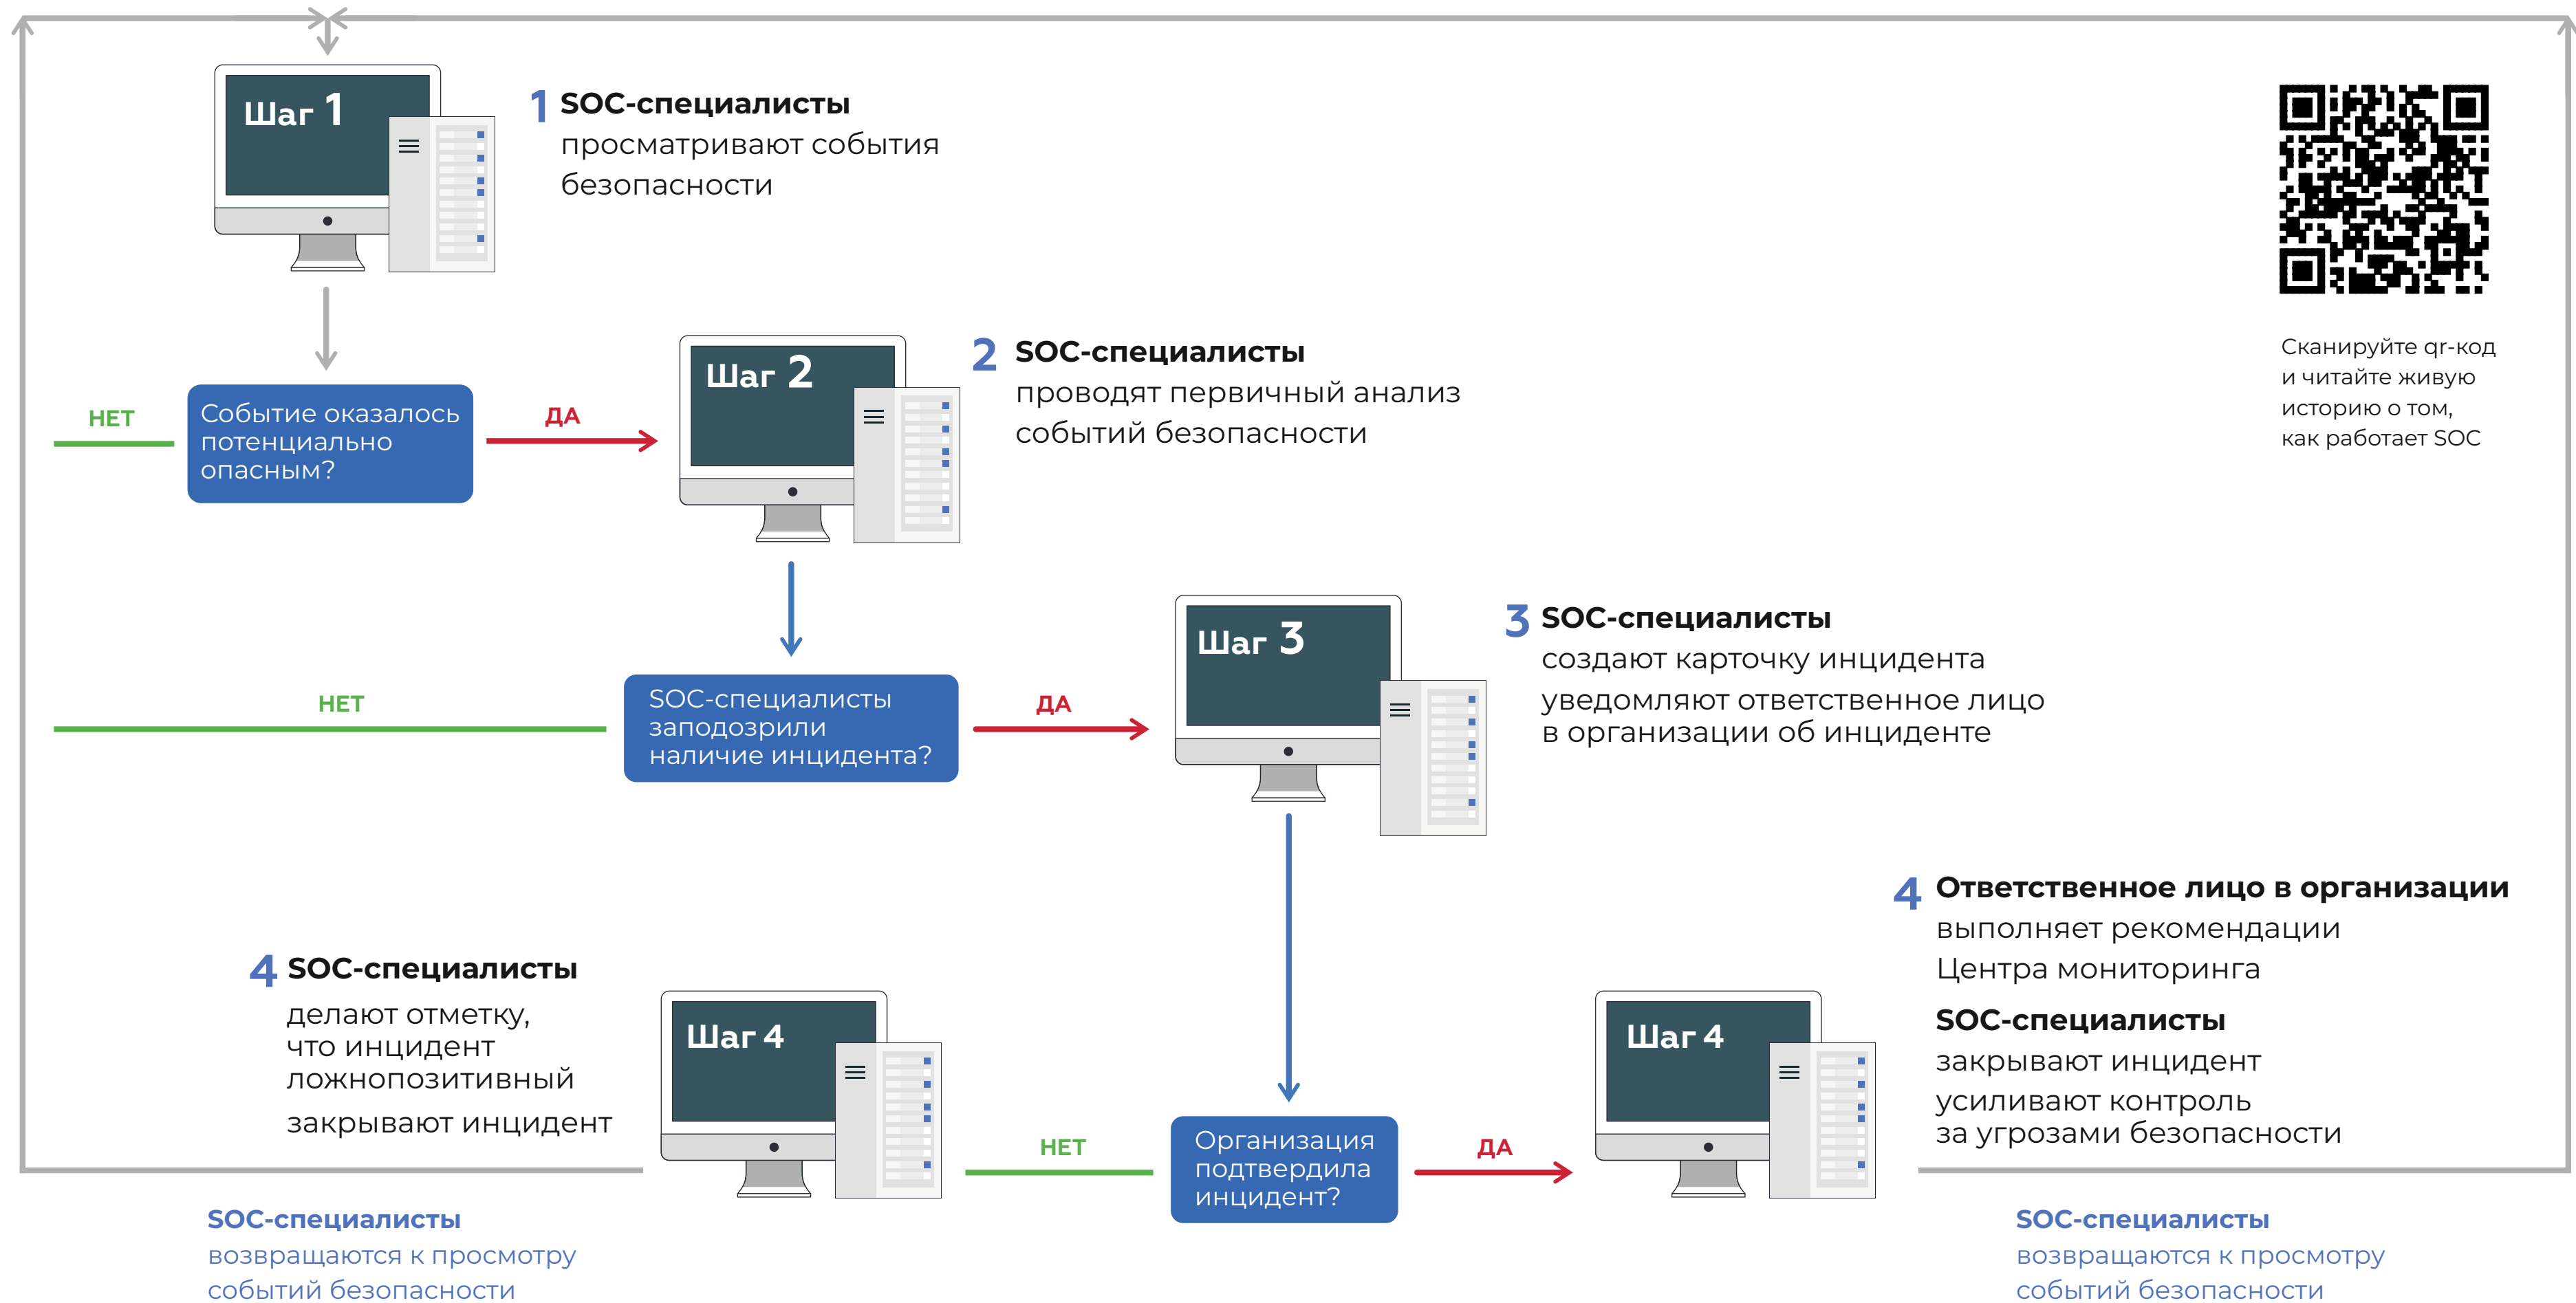 Шаг 1
1 SOC-специалисты
просматривают события
безопасности
Сканируйте qr-код
и читайте живую
историю о том,
как работает SOC
НЕТ
Событие оказалось
потенциально
опасным?
ДА
Шаг 2
2 SOC-специалисты
проводят первичный анализ
событий безопасности
НЕТ
SOC-специалисты
заподозрили
наличие инцидента?
ДА
Шаг 3
3 SOC-специалисты
создают карточку инцидента
уведомляют ответственное лицо
в организации об инциденте
4 SOC-специалисты
делают отметку,
что инцидент
ложнопозитивный
закрывают инцидент
Шаг 4
НЕТ
Организация
подтвердила
инцидент?
ДА
Шаг 4
4 Ответственное лицо в организации
выполняет рекомендации
Центра мониторинга
SOC-специалисты
закрывают инцидент
усиливают контроль
за угрозами безопасности
SOC-специалисты
возвращаются к просмотру
событий безопасности
SOC-специалисты
возвращаются к просмотру
событий безопасности